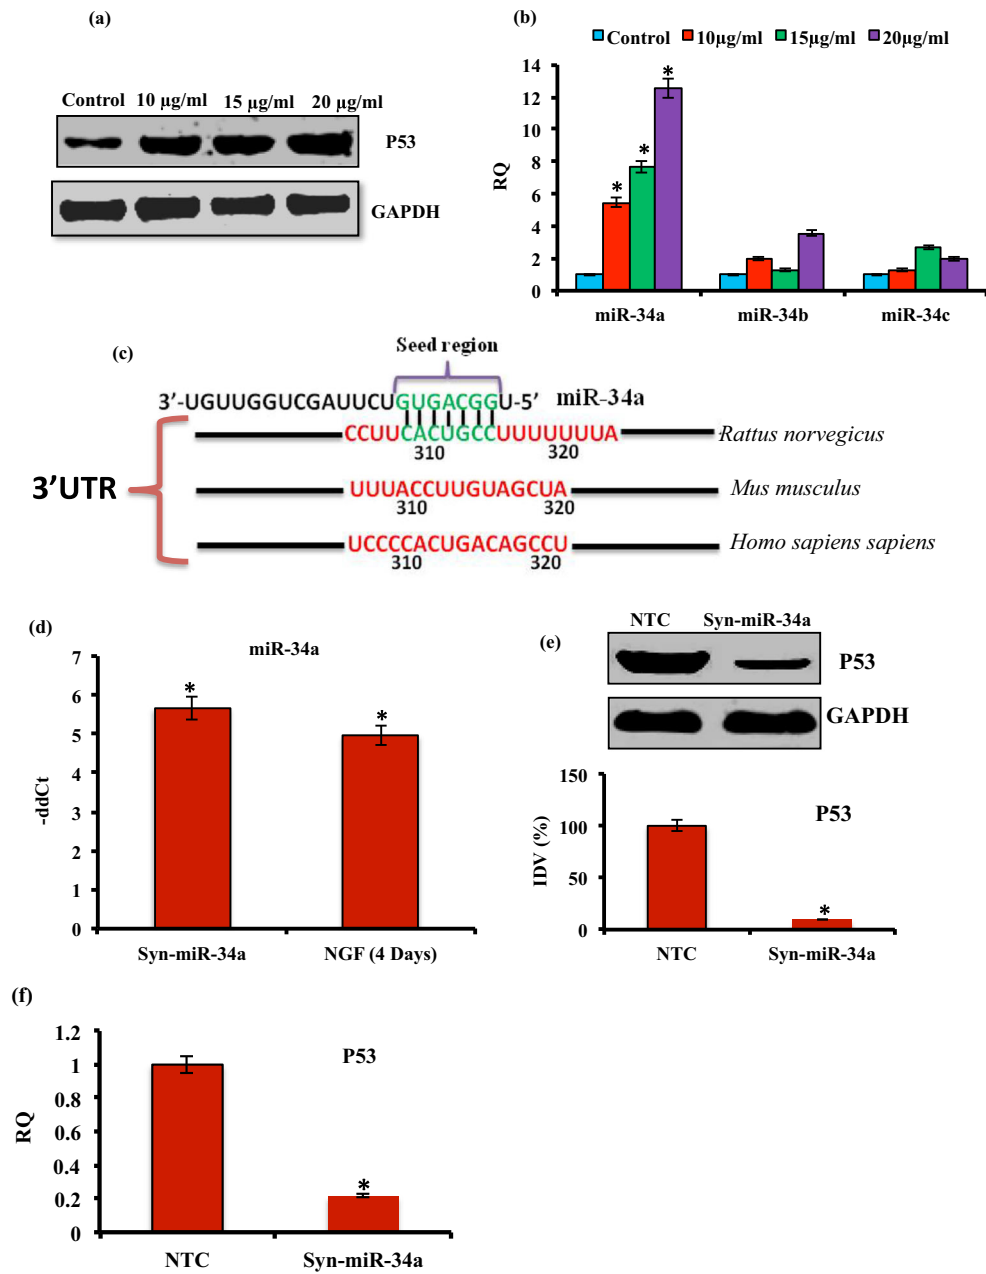 (a)
Control 10 µg/ml 15 µg/ml 20 µg/ml
P53
GAPDH
(b)
Control 10µg/ml 15µg/ml 20µg/ml
14
12
10
8
6
4
2
0
RQ
* * *
miR-34a miR-34b miR-34c
(c)
Seed region
3'-UGUUGGUCGAUUCUGUGACGGU-5' miR-34a
CCUUCACUGCCUUUUUUUA Rattus norvegicus
310 320
3'UTR
UUUACCUUGUAGCUA Mus musculus
310 320
UCCCCACUGACAGCCU Homo sapiens sapiens
310 320
(d)
miR-34a
7
6
5
4
3
2
1
0
-ddCt
* *
Syn-miR-34a NGF (4 Days)
(e)
NTC Syn-miR-34a
P53
GAPDH
P53
150
100
50
0
IDV (%)
*
NTC Syn-miR-34a
(f)
P53
1.2
1
0.8
0.6
0.4
0.2
0
RQ
*
NTC Syn-miR-34a